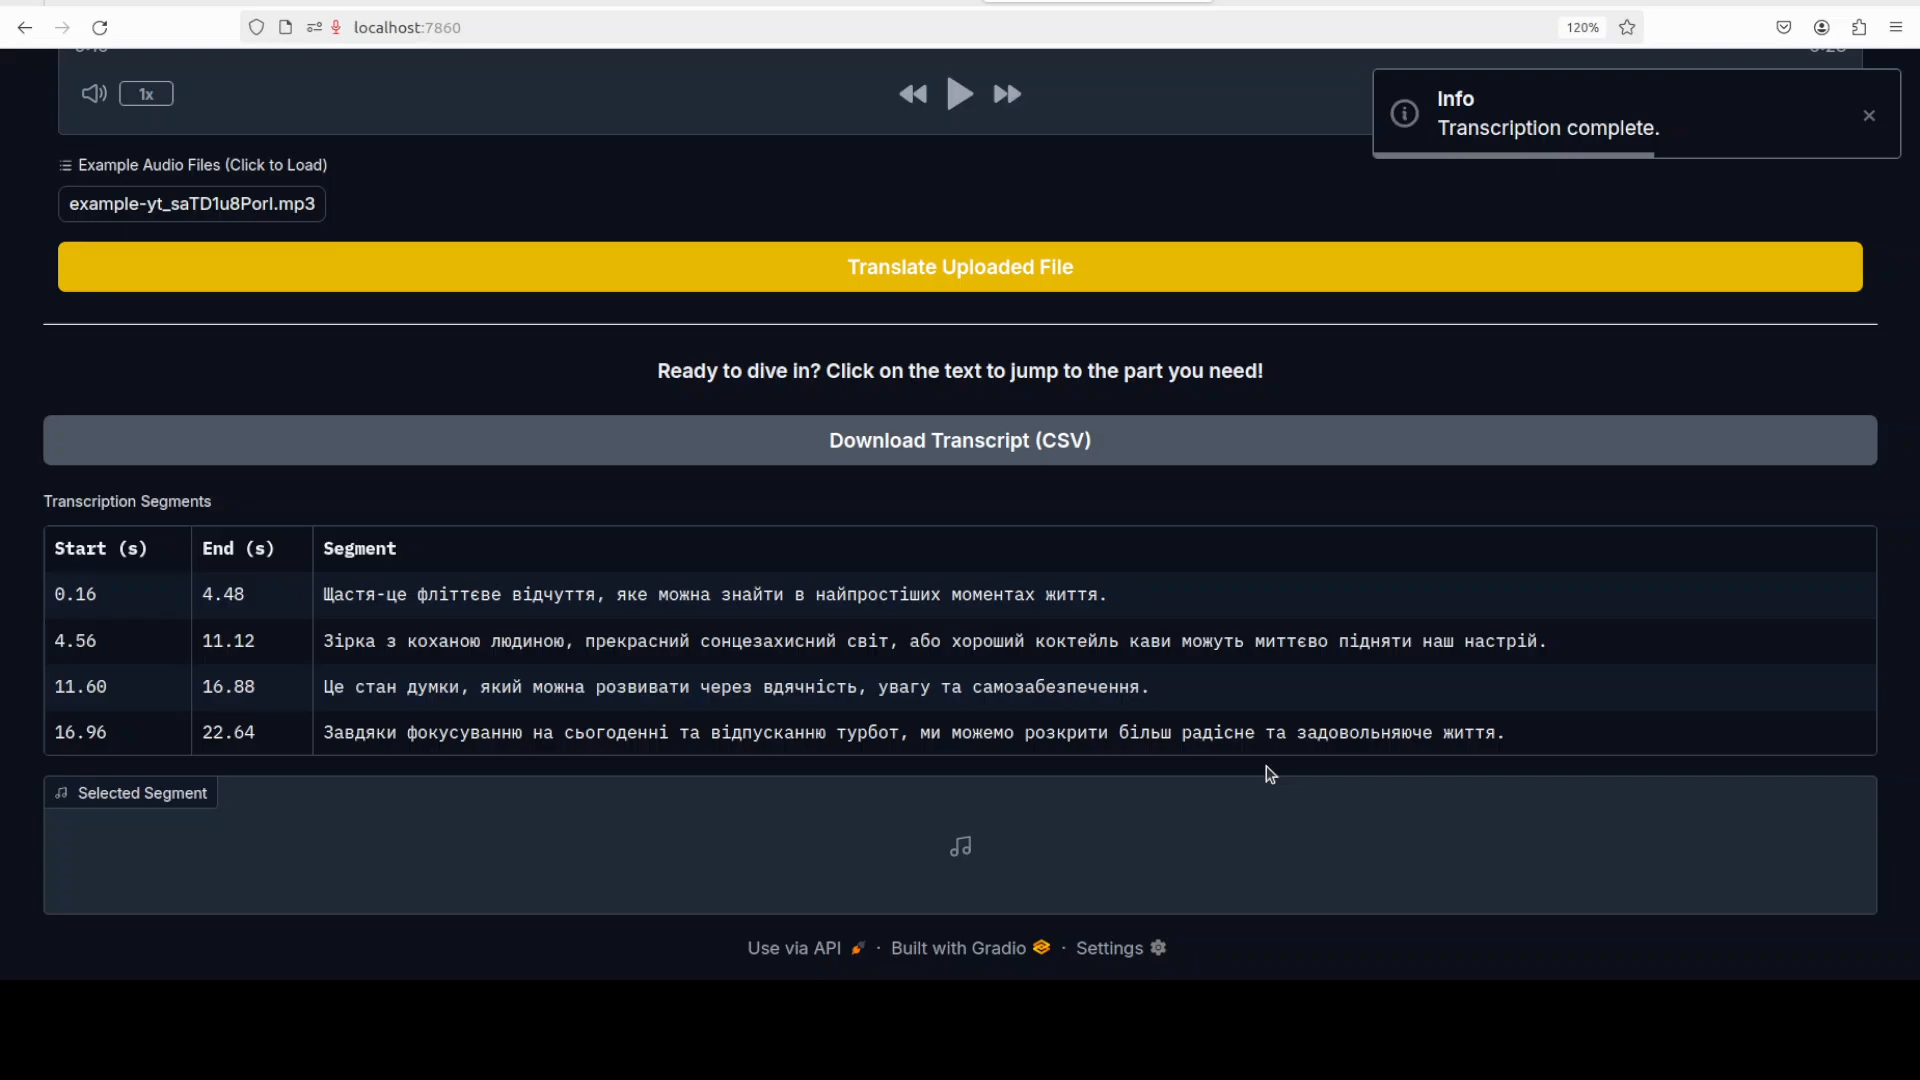 localhost:7860
120%
1x
Info
Transcription complete.
Example Audio Files (Click to Load)
example-yt_saTD1u8PorI.mp3
Translate Uploaded File
Ready to dive in? Click on the text to jump to the part you need!
Download Transcript (CSV)
Transcription Segments
Start (s) End (s) Segment
0.16 4.48 Щастя-це фліттєве відчуття, яке можна знайти в найпростіших моментах життя.
4.56 11.12 Зірка з коханою людиною, прекрасний сонцезахисний світ, або хороший коктейль кави можуть миттєво підняти наш настрій.
11.60 16.88 Це стан думки, який можна розвивати через вдячність, увагу та самозабезпечення.
16.96 22.64 Завдяки фокусуванню на сьогоденні та відпусканню турбот, ми можемо розкрити більш радісне та задовольняюче життя.
Selected Segment
Use via API · Built with Gradio · Settings